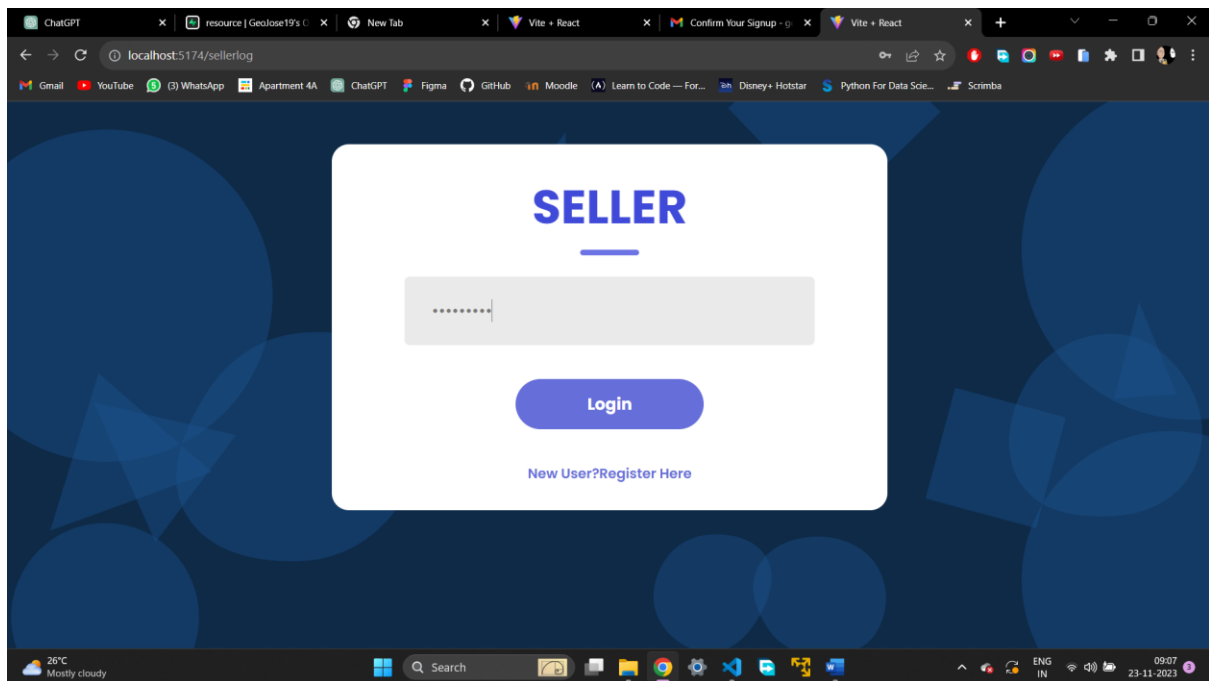 ChatGPT
resource | GeoJose19's O
New Tab
Vite + React
Confirm Your Signup - g
Vite + React
localhost:5174/sellerlog
Gmail
YouTube
(3) WhatsApp
Apartment 4A
ChatGPT
Figma
GitHub
Moodle
Learn to Code — For...
Disney+ Hotstar
Python For Data Scie...
Scrimba
SELLER
•••••••••
Login
New User?Register Here
26°C
Mostly cloudy
Search
ENG
IN
09:07
23-11-2023
3